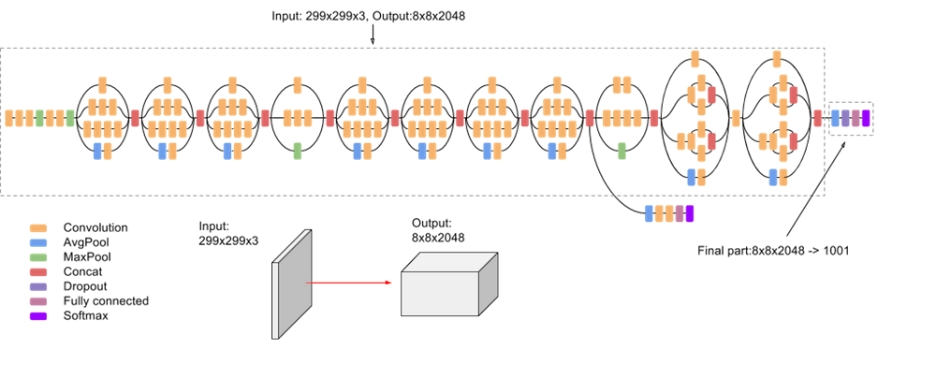 Input: 299x299x3, Output:8x8x2048
Final part:8x8x2048 -> 1001
Convolution
AvgPool
MaxPool
Concat
Dropout
Fully connected
Softmax
Input:
299x299x3
Output:
8x8x2048